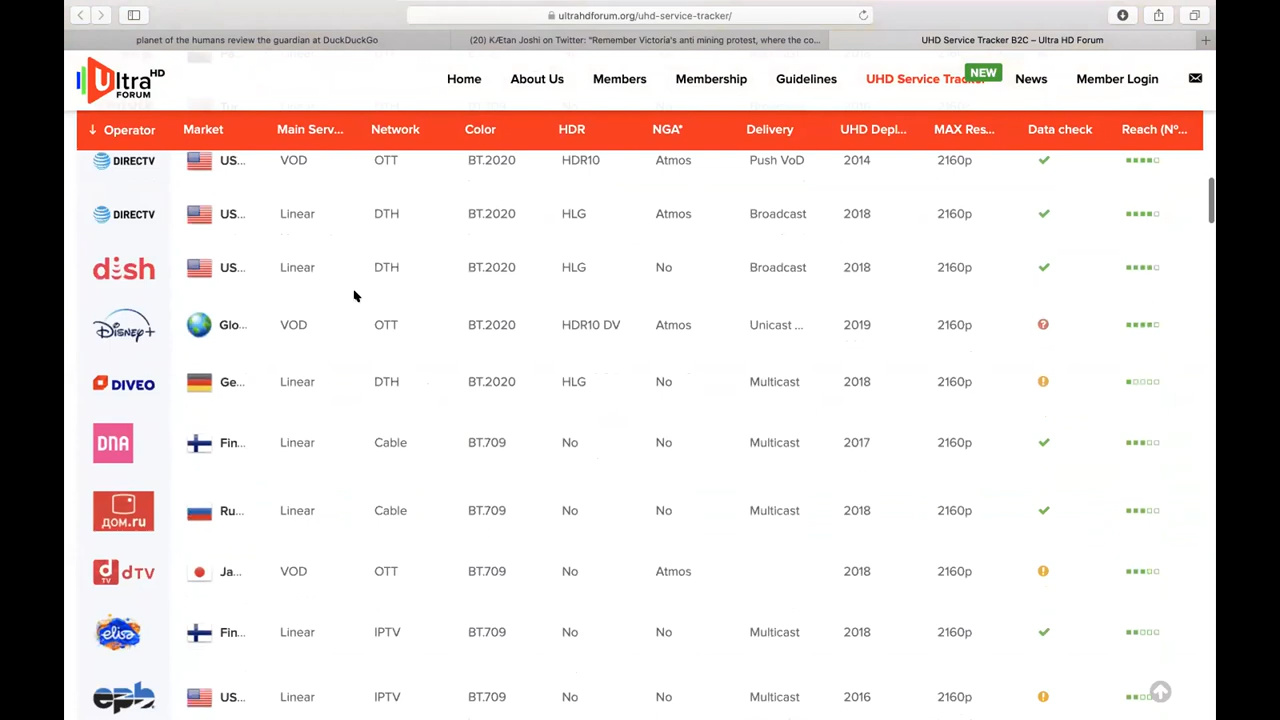 ultrahdforum.org/uhd-service-tracker/
planet of the humans review the guardian at DuckDuckGo
(20) KÆtan Joshi on Twitter: "Remember Victoria's anti mining protest, where the co...
UHD Service Tracker B2C – Ultra HD Forum
Ultra HD FORUM
Home About Us Members Membership Guidelines UHD Service Tracker NEW News Member Login
↓ Operator Market Main Serv... Network Color HDR NGA* Delivery UHD Depl... MAX Res... Data check Reach (Nº...
DIRECTV US... VOD OTT BT.2020 HDR10 Atmos Push VoD 2014 2160p
DIRECTV US... Linear DTH BT.2020 HLG Atmos Broadcast 2018 2160p
dish US... Linear DTH BT.2020 HLG No Broadcast 2018 2160p
Disney+ Glo... VOD OTT BT.2020 HDR10 DV Atmos Unicast ... 2019 2160p
DIVEO Ge... Linear DTH BT.2020 HLG No Multicast 2018 2160p
DNA Fin... Linear Cable BT.709 No No Multicast 2017 2160p
дом.ru Ru... Linear Cable BT.709 No No Multicast 2018 2160p
d TV dTV Ja... VOD OTT BT.709 No Atmos 2018 2160p
elisa Fin... Linear IPTV BT.709 No No Multicast 2018 2160p
epb US... Linear IPTV BT.709 No No Multicast 2016 2160p